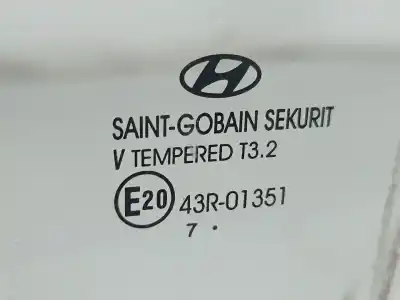 SAINT-GOBAIN SEKURIT
V TEMPERED T3.2
E20 43R-01351
7 .